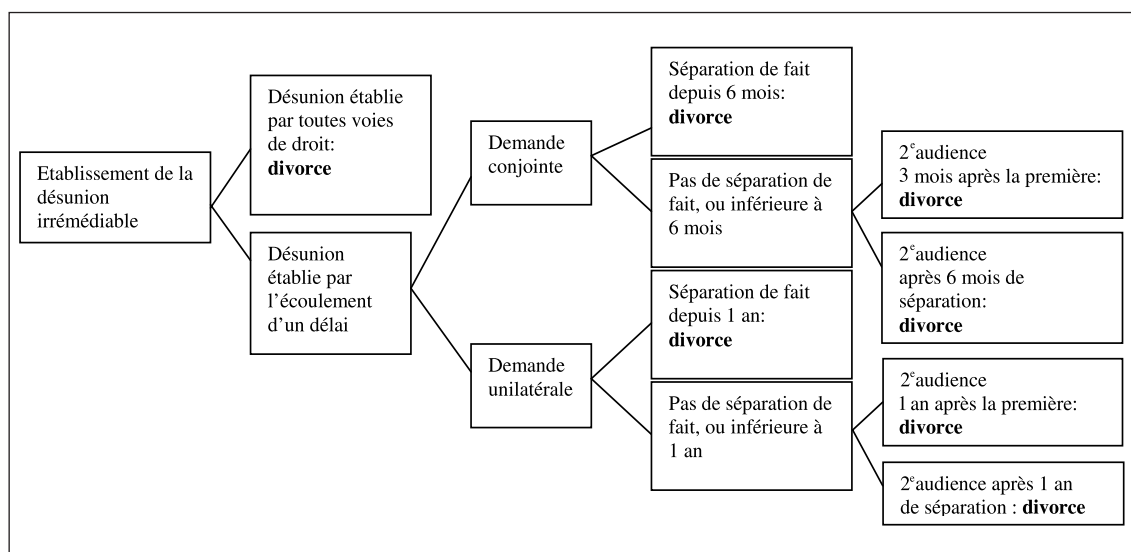 Etablissement de la
désunion
irrémédiable
Désunion établie
par toutes voies
de droit:
divorce
Désunion
établie par
l'écoulement
d'un délai
Demande
conjointe
Demande
unilatérale
Séparation de fait
depuis 6 mois:
divorce
Pas de séparation de
fait, ou inférieure à
6 mois
Séparation de fait
depuis 1 an:
divorce
Pas de séparation de
fait, ou inférieure à
1 an
2e audience
3 mois après la première:
divorce
2e audience
après 6 mois de
séparation:
divorce
2e audience
1 an après la première:
divorce
2e audience après 1 an
de séparation : divorce